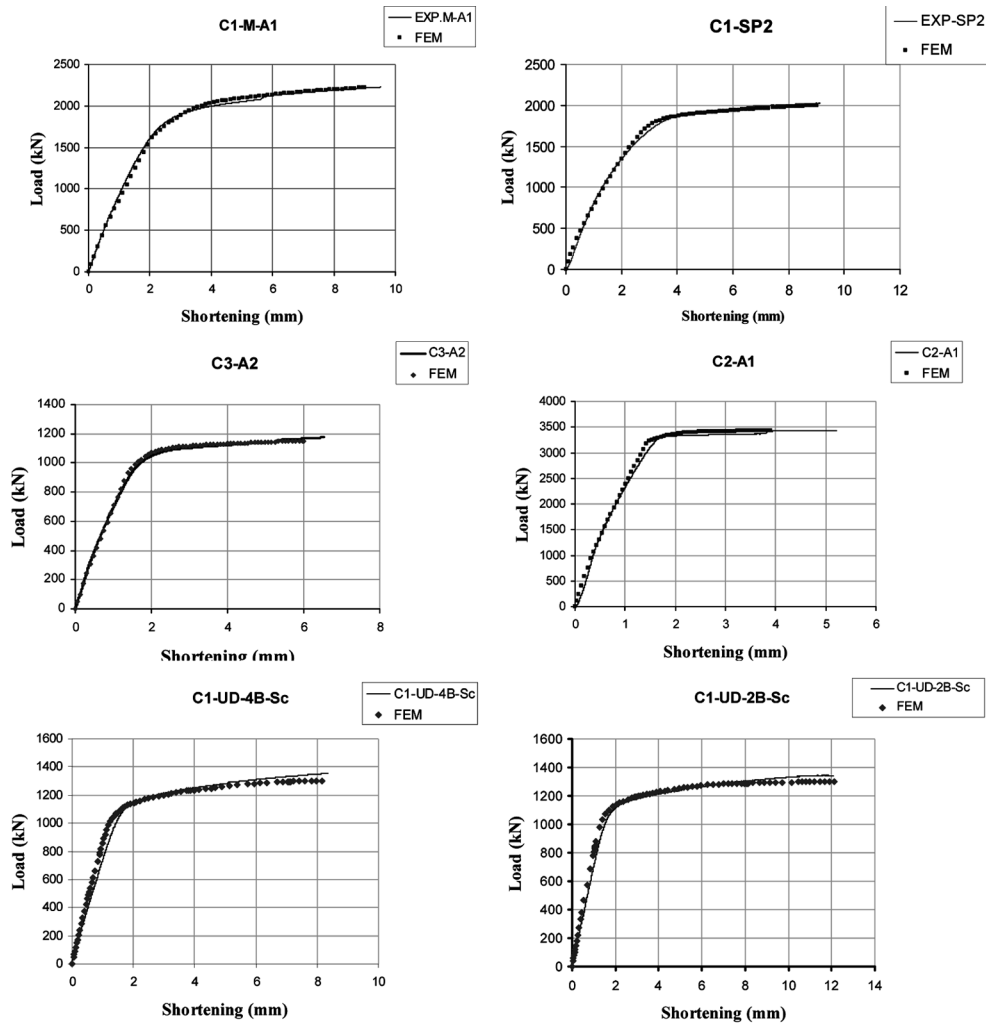 C1-M-A1
EXP.M-A1
FEM
2500
2000
1500
1000
500
0
0 2 4 6 8 10
Load (kN)
Shortening (mm)
C1-SP2
EXP-SP2
FEM
2500
2000
1500
1000
500
0
0 2 4 6 8 10 12
Load (kN)
Shortening (mm)
C3-A2
C3-A2
FEM
1400
1200
1000
800
600
400
200
0
0 2 4 6 8
Load (kN)
Shortening (mm)
C2-A1
C2-A1
FEM
4000
3500
3000
2500
2000
1500
1000
500
0
0 1 2 3 4 5 6
Load (kN)
Shortening (mm)
C1-UD-4B-Sc
C1-UD-4B-Sc
FEM
1600
1400
1200
1000
800
600
400
200
0
0 2 4 6 8 10
Load (kN)
Shortening (mm)
C1-UD-2B-Sc
C1-UD-2B-Sc
FEM
1600
1400
1200
1000
800
600
400
200
0
0 2 4 6 8 10 12 14
Load (kN)
Shortening (mm)